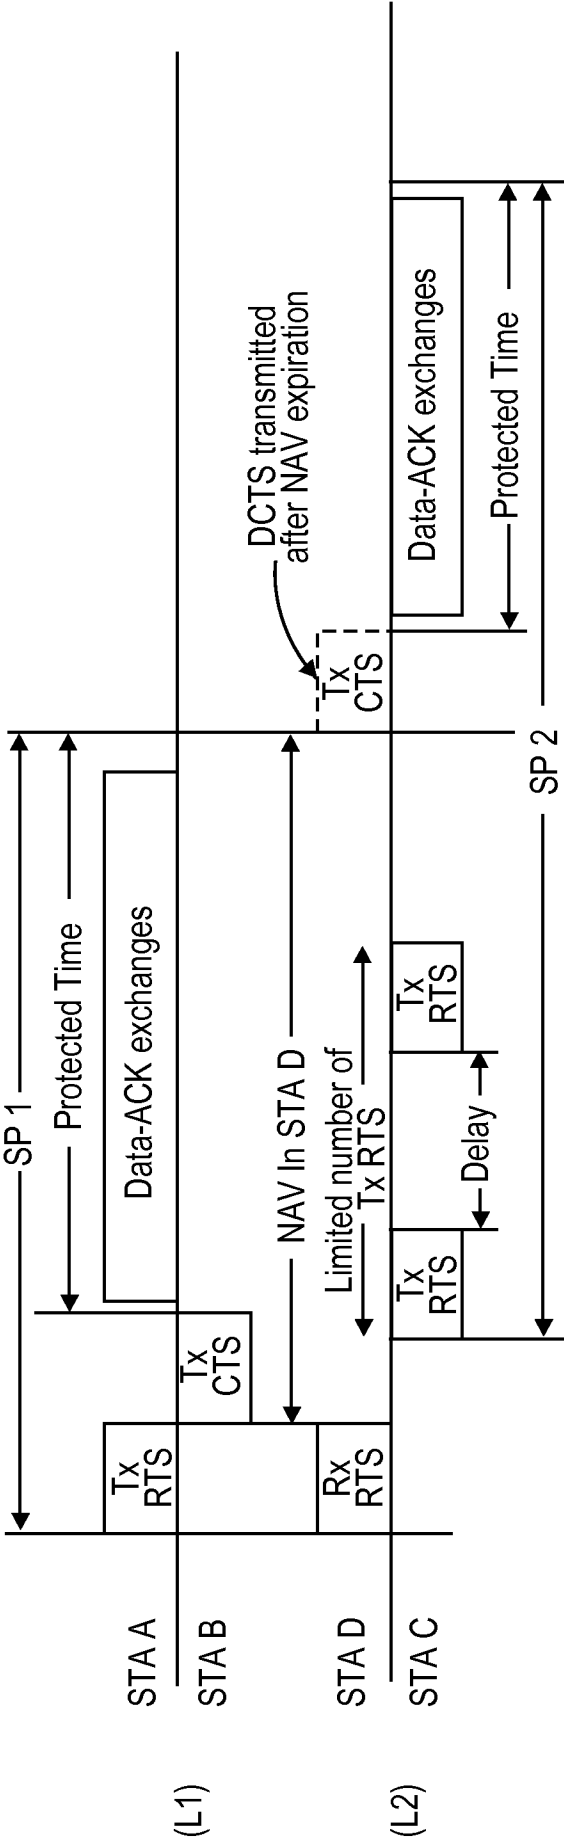 SP 1
Protected Time
Tx
RTS
Data-ACK exchanges
STA A
(L1)
STA B
Tx
CTS
DCTS transmitted
after NAV expiration
NAV In STA D
Limited number of
Tx RTS
STA D
Rx
RTS
Tx
CTS
(L2)
STA C
Tx
RTS
Tx
RTS
Data-ACK exchanges
Delay
Protected Time
SP 2